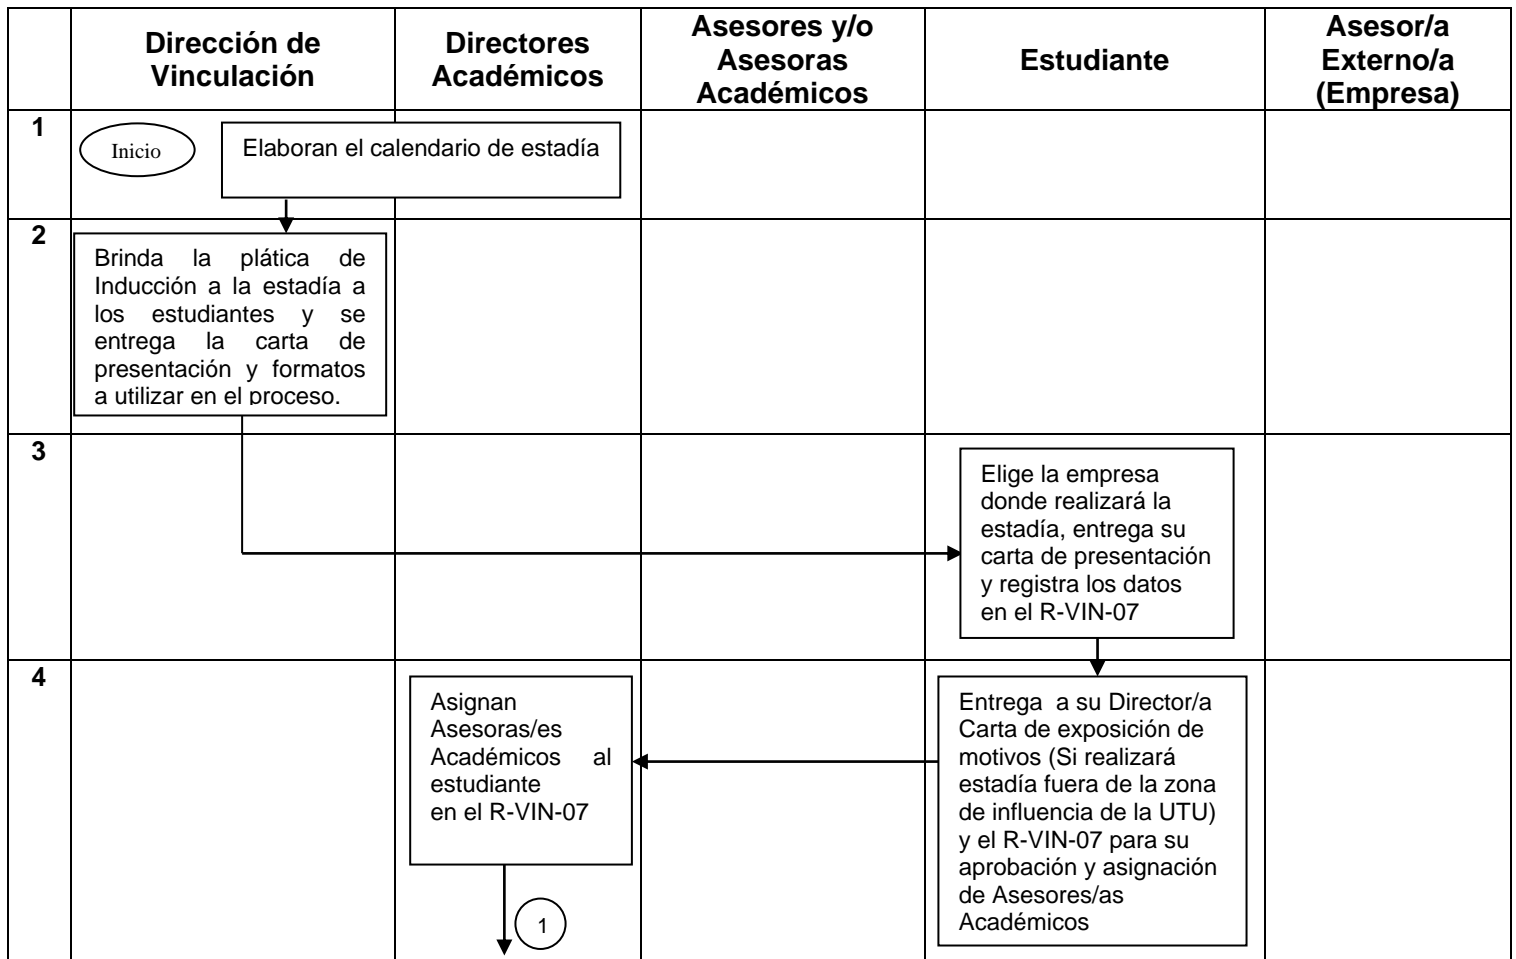 Dirección de
Vinculación
Directores
Académicos
Asesores y/o
Asesoras
Académicos
Estudiante
Asesor/a
Externo/a
(Empresa)
1
Inicio
Elaboran el calendario de estadía
2
Brinda la plática de
Inducción a la estadía a
los estudiantes y se
entrega la carta de
presentación y formatos
a utilizar en el proceso.
3
Elige la empresa
donde realizará la
estadía, entrega su
carta de presentación
y registra los datos
en el R-VIN-07
4
Asignan
Asesoras/es
Académicos al
estudiante
en el R-VIN-07
1
Entrega a su Director/a
Carta de exposición de
motivos (Si realizará
estadía fuera de la zona
de influencia de la UTU)
y el R-VIN-07 para su
aprobación y asignación
de Asesores/as
Académicos